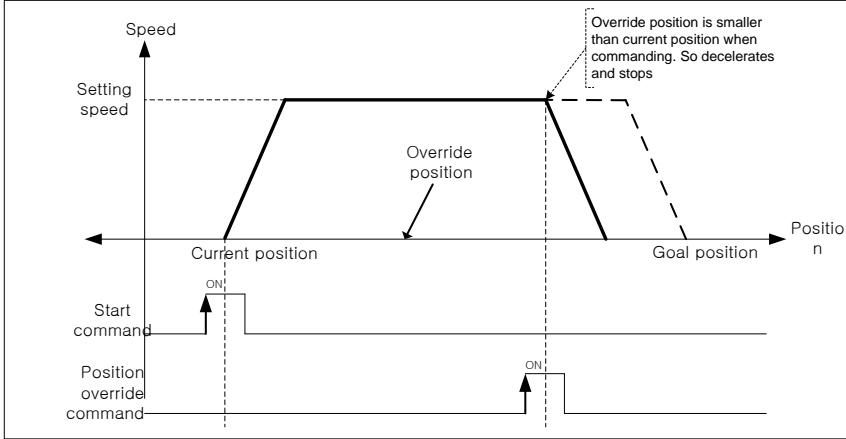 Speed
Override position is smaller
than current position when
commanding. So decelerates
and stops
Setting
speed
Override
position
Positio
n
Current position
Goal position
ON
Start
command
ON
Position
override
command